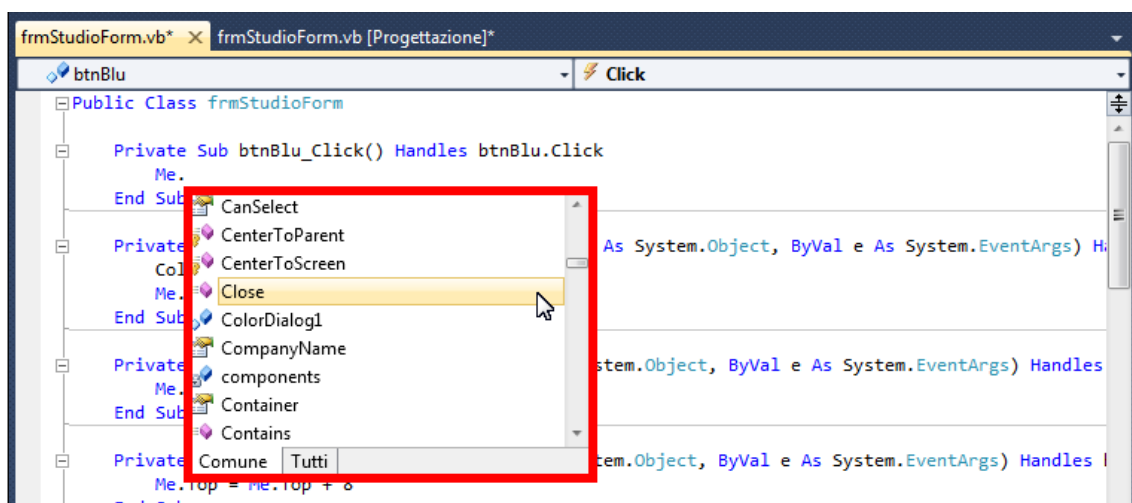 frmStudioForm.vb* frmStudioForm.vb [Progettazione]*
btnBlu Click
Public Class frmStudioForm
Private Sub btnBlu_Click() Handles btnBlu.Click
Me.
End Sub
CanSelect
CenterToParent
CenterToScreen
Close
ColorDialog1
CompanyName
components
Container
Contains
Comune Tutti
Private As System.Object, ByVal e As System.EventArgs)
Col
Me.
End Sub
Private System.Object, ByVal e As System.EventArgs) Handles
Me.
End Sub
Private tem.Object, ByVal e As System.EventArgs) Handles
Me.Top = Me.Top + 8